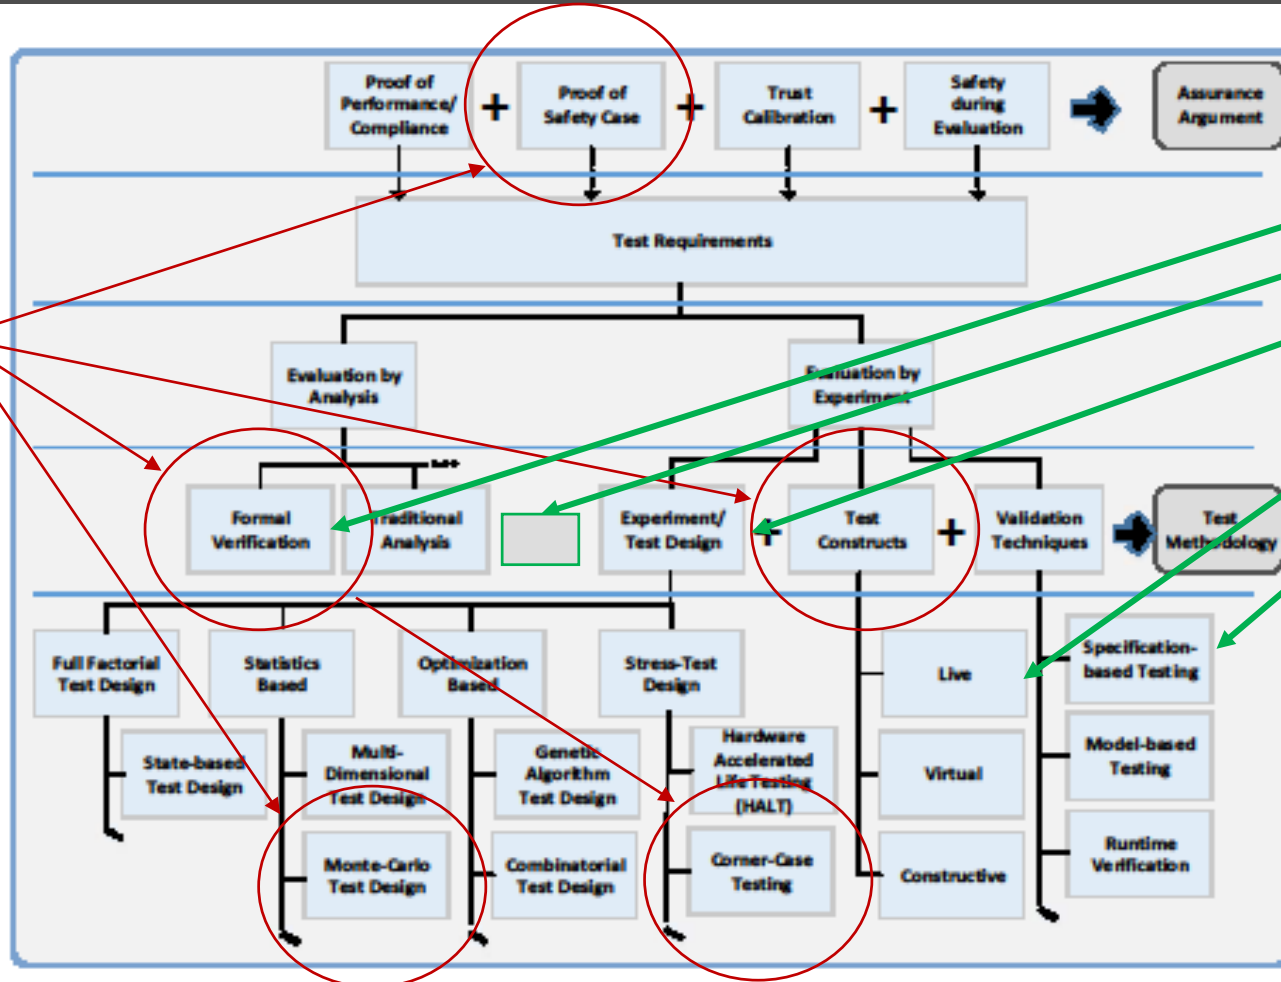 Proof of
Performance/
Compliance
+
Proof of
Safety Case
+
Trust
Calibration
+
Safety
during
Evaluation
Assurance
Argument
Test Requirements
Evaluation by
Analysis
Evaluation by
Experiment
Formal
Verification
Traditional
Analysis
Experiment/
Test Design
+
Test
Constructs
+
Validation
Techniques
Test
Methodology
Full Factorial
Test Design
Statistics
Based
Optimization
Based
Stress-Test
Design
Live
Specification-
based Testing
State-based
Test Design
Multi-
Dimensional
Test Design
Genetic
Algorithm
Test Design
Hardware
Accelerated
Life Testing
(HALT)
Virtual
Model-based
Testing
Monte-Carlo
Test Design
Combinatorial
Test Design
Corner-Case
Testing
Constructive
Runtime
Verification